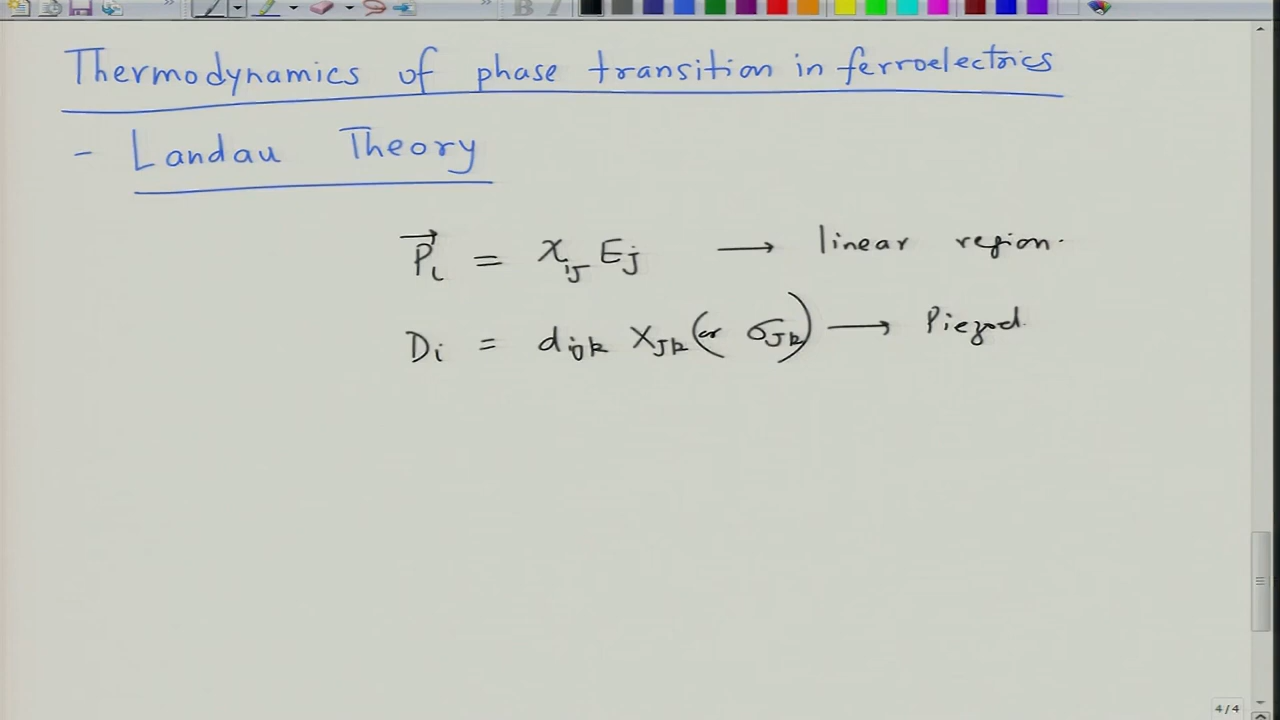 Thermodynamics of phase transition in ferroelectrics
- Landau Theory
P⃗ᵢ = χᵢⱼ Eⱼ → linear region.
Dᵢ = dᵢⱼₖ Xⱼₖ (or σⱼₖ) → Piezod
4/4